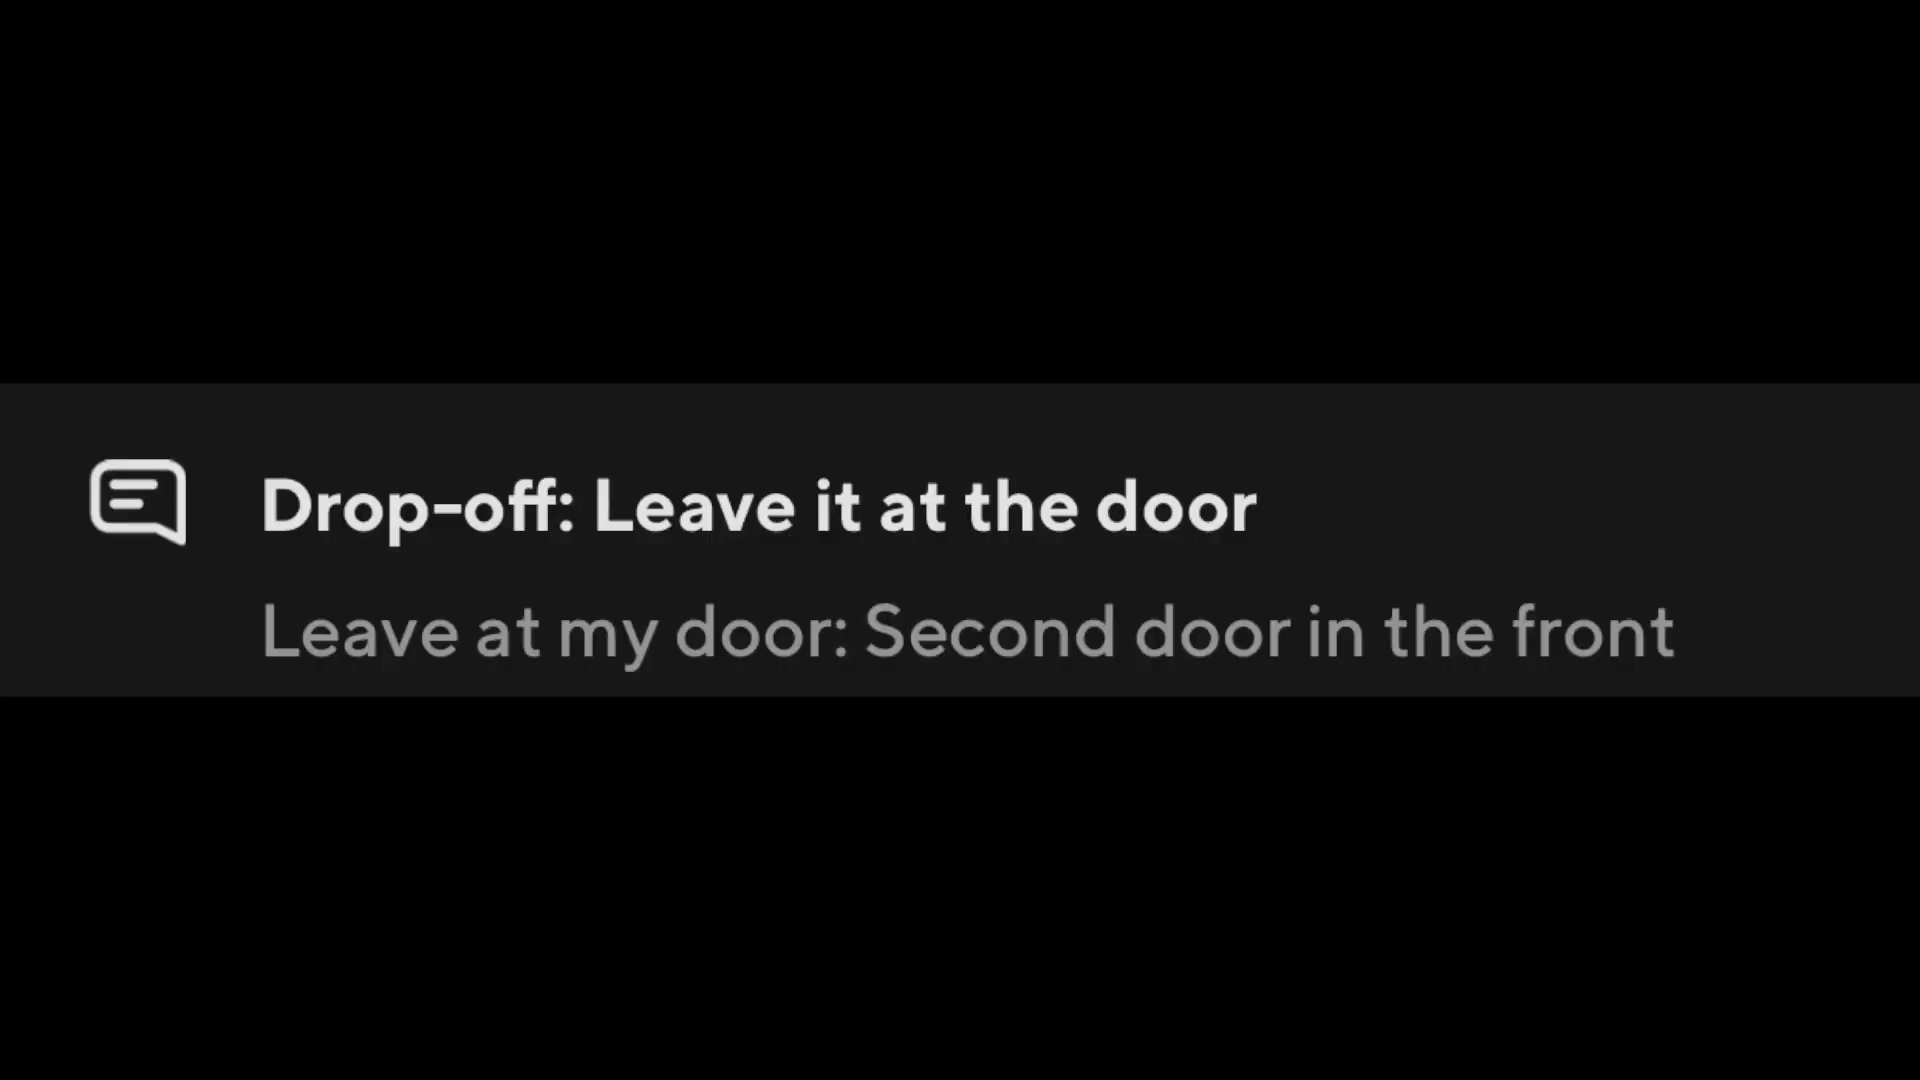 Drop-off: Leave it at the door
Leave at my door: Second door in the front